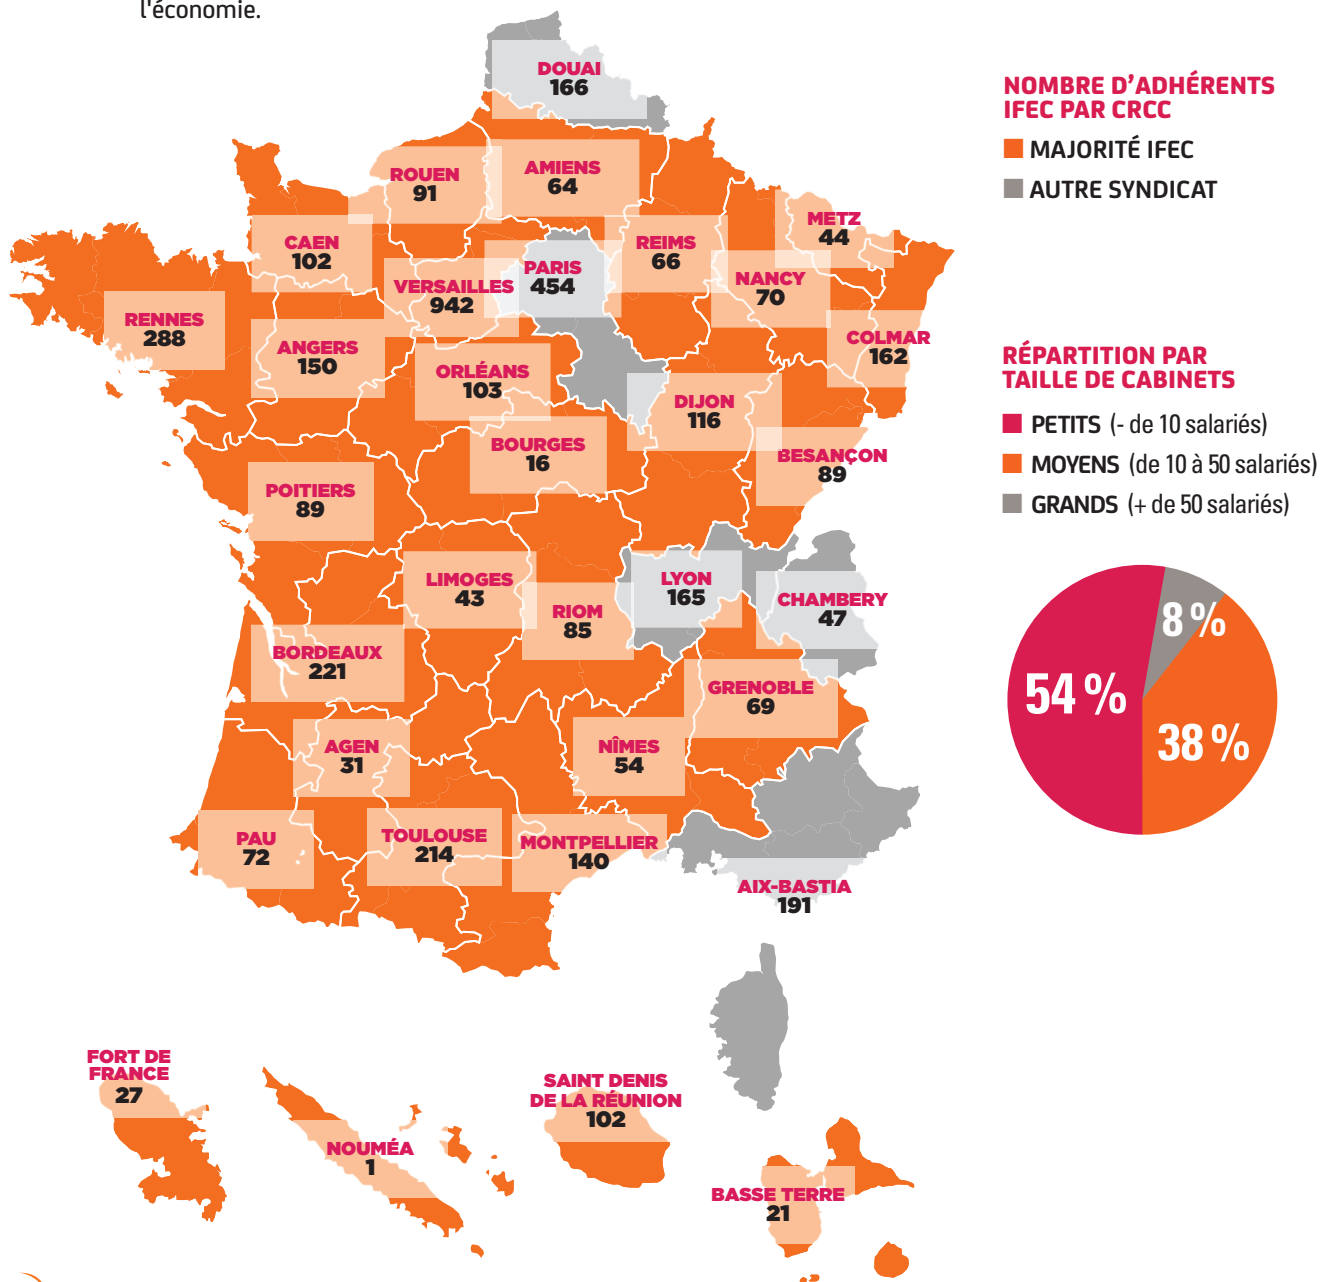 l'économie.
DOUAI
166
NOMBRE D'ADHÉRENTS
IFEC PAR CRCC
MAJORITÉ IFEC
AUTRE SYNDICAT
ROUEN
91
AMIENS
64
METZ
44
CAEN
102
REIMS
66
PARIS
454
VERSAILLES
942
NANCY
70
RENNES
288
ANGERS
150
COLMAR
162
ORLÉANS
103
DIJON
116
BOURGES
16
BESANÇON
89
POITIERS
89
RÉPARTITION PAR
TAILLE DE CABINETS
PETITS (- de 10 salariés)
MOYENS (de 10 à 50 salariés)
GRANDS (+ de 50 salariés)
LIMOGES
43
RIOM
85
LYON
165
CHAMBERY
47
8 %
54 %
38 %
BORDEAUX
221
GRENOBLE
69
AGEN
31
NÎMES
54
PAU
72
TOULOUSE
214
MONTPELLIER
140
AIX-BASTIA
191
FORT DE
FRANCE
27
NOUMÉA
1
SAINT DENIS
DE LA RÉUNION
102
BASSE TERRE
21